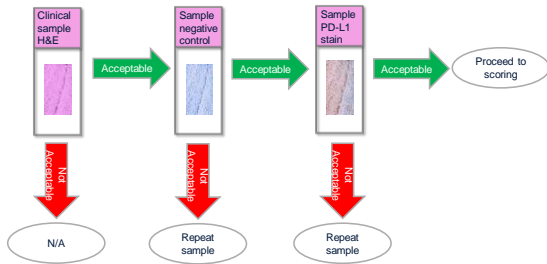 Clinical
sample
H&E
Acceptable
Sample
negative
control
Acceptable
Sample
PD-L1
stain
Acceptable
Proceed to
scoring
Not
Acceptable
Not
Acceptable
Not
Acceptable
N/A
Repeat
sample
Repeat
sample